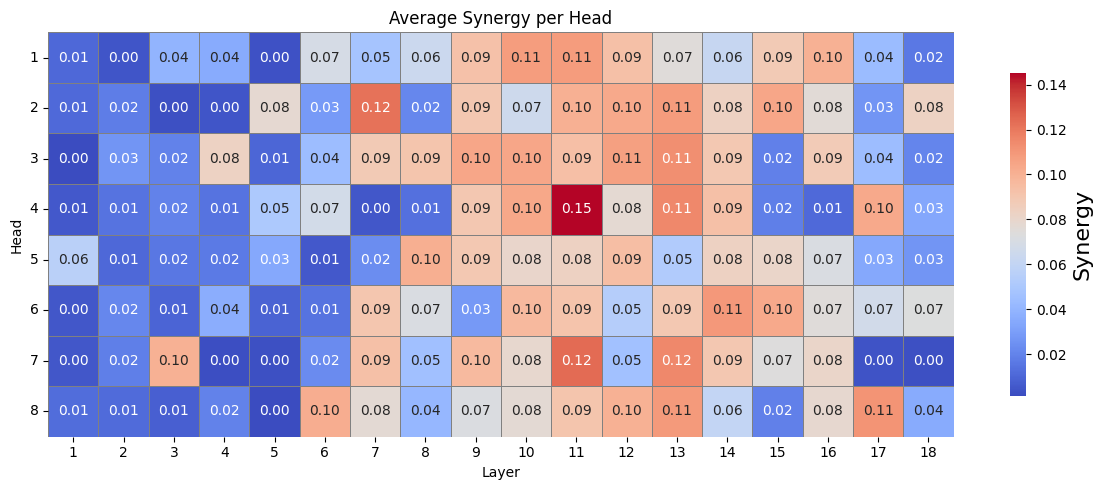 Average Synergy per Head
1 0.01 0.00 0.04 0.04 0.00 0.07 0.05 0.06 0.09 0.11 0.11 0.09 0.07 0.06 0.09 0.10 0.04 0.02
2 0.01 0.02 0.00 0.00 0.08 0.03 0.12 0.02 0.09 0.07 0.10 0.10 0.11 0.08 0.10 0.08 0.03 0.08
3 0.00 0.03 0.02 0.08 0.01 0.04 0.09 0.09 0.10 0.10 0.09 0.11 0.11 0.09 0.02 0.09 0.04 0.02
4 0.01 0.01 0.02 0.01 0.05 0.07 0.00 0.01 0.09 0.10 0.15 0.08 0.11 0.09 0.02 0.01 0.10 0.03
5 0.06 0.01 0.02 0.02 0.03 0.01 0.02 0.10 0.09 0.08 0.08 0.09 0.05 0.08 0.08 0.07 0.03 0.03
6 0.00 0.02 0.01 0.04 0.01 0.01 0.09 0.07 0.03 0.10 0.09 0.05 0.09 0.11 0.10 0.07 0.07 0.07
7 0.00 0.02 0.10 0.00 0.00 0.02 0.09 0.05 0.10 0.08 0.12 0.05 0.12 0.09 0.07 0.08 0.00 0.00
8 0.01 0.01 0.01 0.02 0.00 0.10 0.08 0.04 0.07 0.08 0.09 0.10 0.11 0.06 0.02 0.08 0.11 0.04
1 2 3 4 5 6 7 8 9 10 11 12 13 14 15 16 17 18
Layer
Head
0.14
0.12
0.10
0.08
0.06
0.04
0.02
Synergy